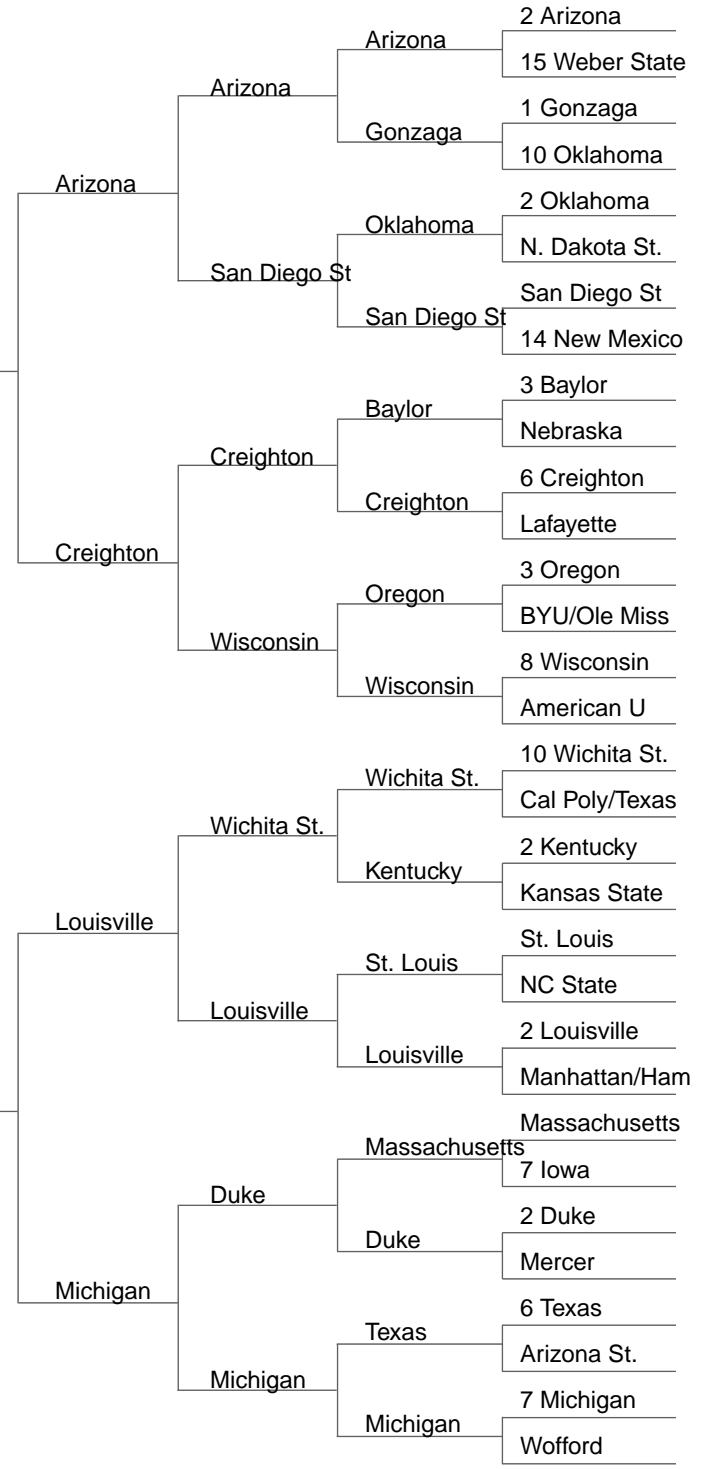 2 Arizona
Arizona
15 Weber State
Arizona
1 Gonzaga
Gonzaga
10 Oklahoma
Arizona
2 Oklahoma
Oklahoma
N. Dakota St.
San Diego St
San Diego St
San Diego St
14 New Mexico
3 Baylor
Baylor
Nebraska
Creighton
6 Creighton
Creighton
Lafayette
Creighton
3 Oregon
Oregon
BYU/Ole Miss
Wisconsin
8 Wisconsin
Wisconsin
American U
10 Wichita St.
Wichita St.
Cal Poly/Texas
Wichita St.
2 Kentucky
Kentucky
Kansas State
Louisville
St. Louis
St. Louis
NC State
Louisville
2 Louisville
Louisville
Manhattan/Ham
Massachusetts
Massachusetts
7 Iowa
Duke
2 Duke
Duke
Mercer
Michigan
6 Texas
Texas
Arizona St.
Michigan
7 Michigan
Michigan
Wofford